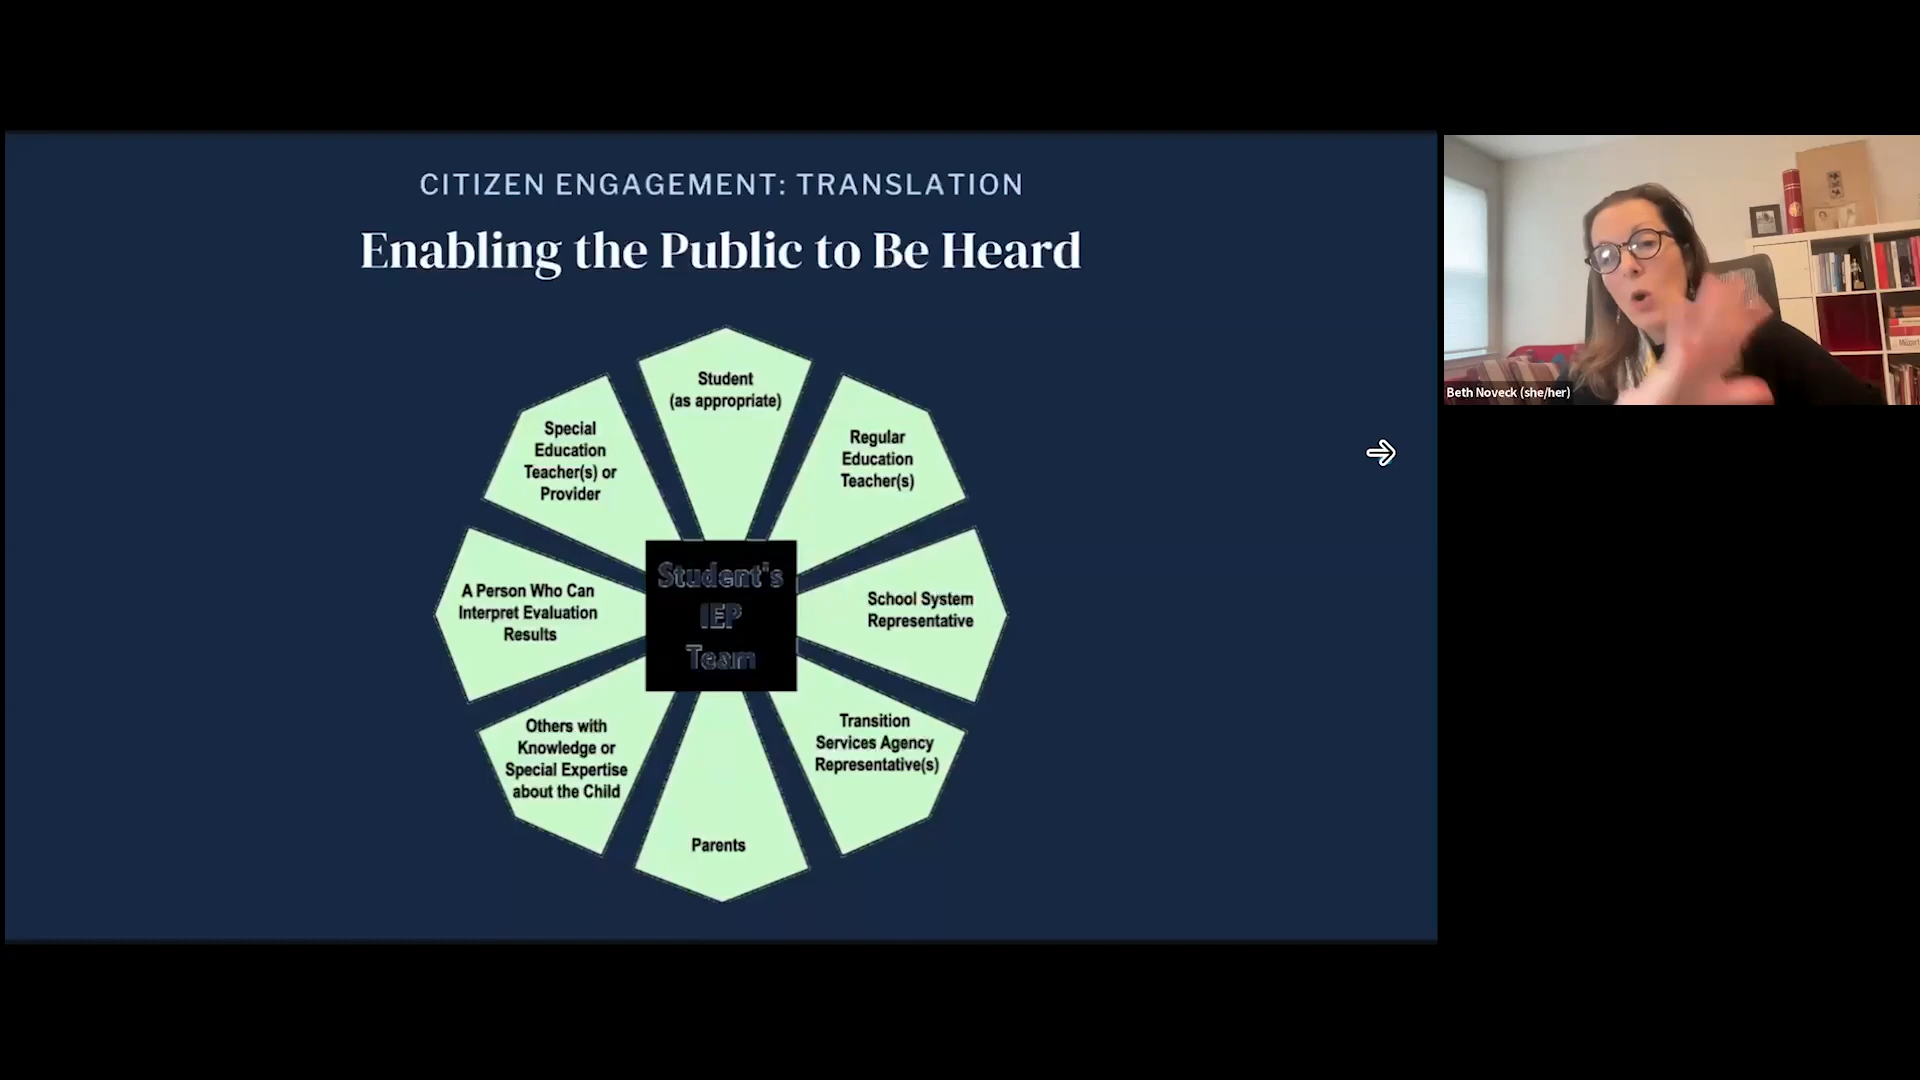 CITIZEN ENGAGEMENT: TRANSLATION
Enabling the Public to Be Heard
Student
(as appropriate)
Regular
Education
Teacher(s)
School System
Representative
Transition
Services Agency
Representative(s)
Parents
Others with
Knowledge or
Special Expertise
about the Child
A Person Who Can
Interpret Evaluation
Results
Special
Education
Teacher(s) or
Provider
Student's
IEP
Team
Beth Noveck (she/her)